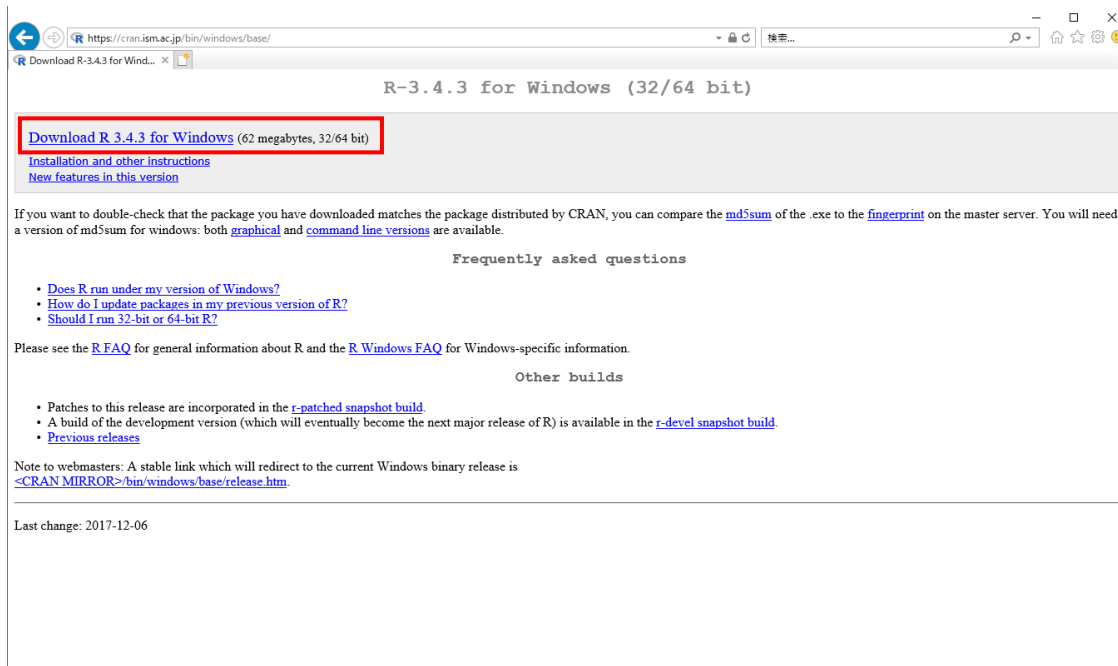 https://cran.ism.ac.jp/bin/windows/base/
検索...
Download R-3.4.3 for Wind...
R-3.4.3 for Windows (32/64 bit)
Download R 3.4.3 for Windows (62 megabytes, 32/64 bit)
Installation and other instructions
New features in this version
If you want to double-check that the package you have downloaded matches the package distributed by CRAN, you can compare the md5sum of the .exe to the fingerprint on the master server. You will need
a version of md5sum for windows: both graphical and command line versions are available.
Frequently asked questions
• Does R run under my version of Windows?
• How do I update packages in my previous version of R?
• Should I run 32-bit or 64-bit R?
Please see the R FAQ for general information about R and the R Windows FAQ for Windows-specific information.
Other builds
• Patches to this release are incorporated in the r-patched snapshot build.
• A build of the development version (which will eventually become the next major release of R) is available in the r-devel snapshot build.
• Previous releases
Note to webmasters: A stable link which will redirect to the current Windows binary release is
<CRAN MIRROR>/bin/windows/base/release.htm.
Last change: 2017-12-06